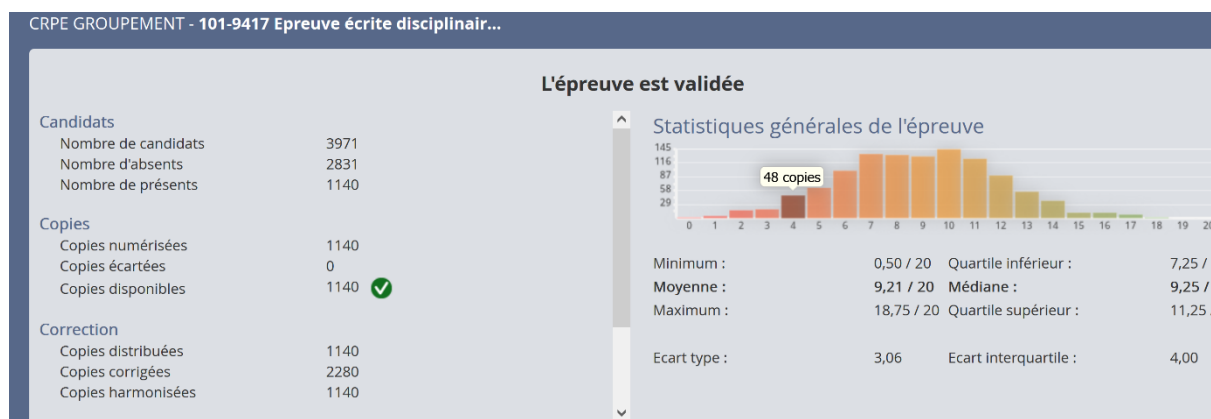 CRPE GROUPEMENT - 101-9417 Epreuve écrite disciplinair...
L'épreuve est validée
Candidats
Nombre de candidats 3971
Nombre d'absents 2831
Nombre de présents 1140
Copies
Copies numérisées 1140
Copies écartées 0
Copies disponibles 1140
Correction
Copies distribuées 1140
Copies corrigées 2280
Copies harmonisées 1140
Statistiques générales de l'épreuve
145
116
87
58
29
48 copies
0 1 2 3 4 5 6 7 8 9 10 11 12 13 14 15 16 17 18 19 20
Minimum : 0,50 / 20 Quartile inférieur : 7,25 /
Moyenne : 9,21 / 20 Médiane : 9,25 /
Maximum : 18,75 / 20 Quartile supérieur : 11,25
Ecart type : 3,06 Ecart interquartile : 4,00